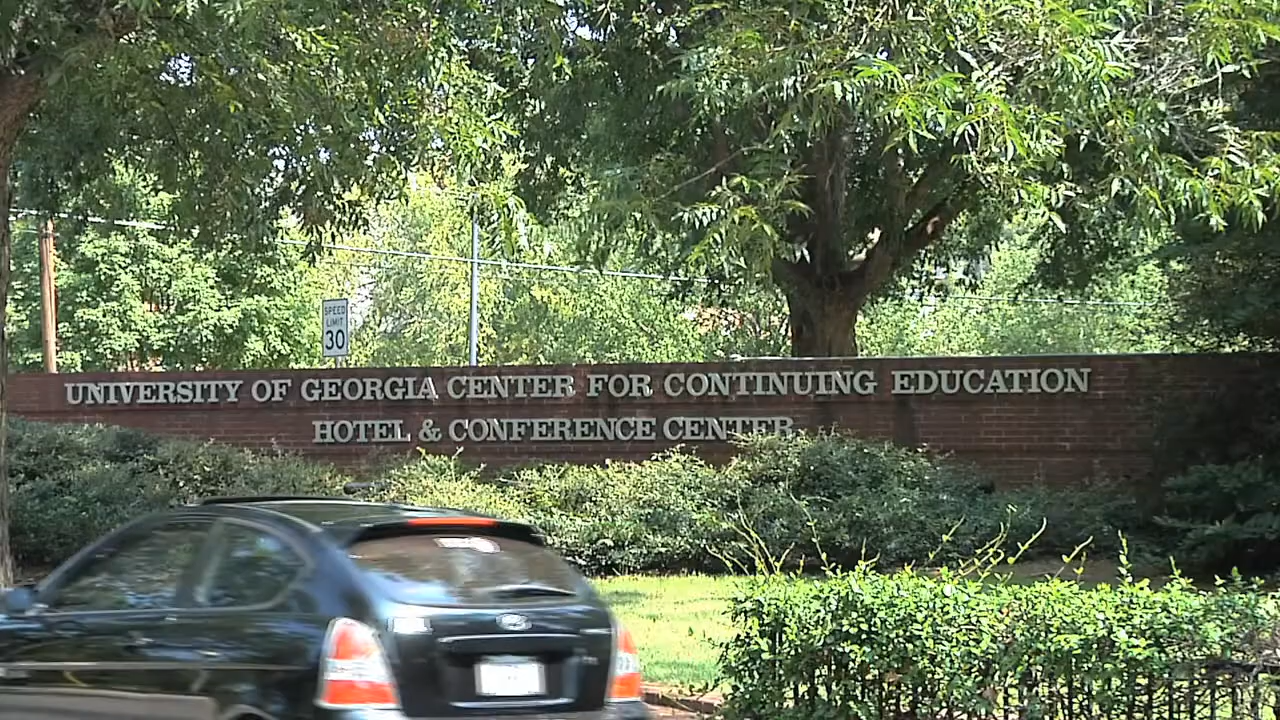 SPEED
LIMIT
30
UNIVERSITY OF GEORGIA CENTER FOR CONTINUING EDUCATION
HOTEL & CONFERENCE CENTER